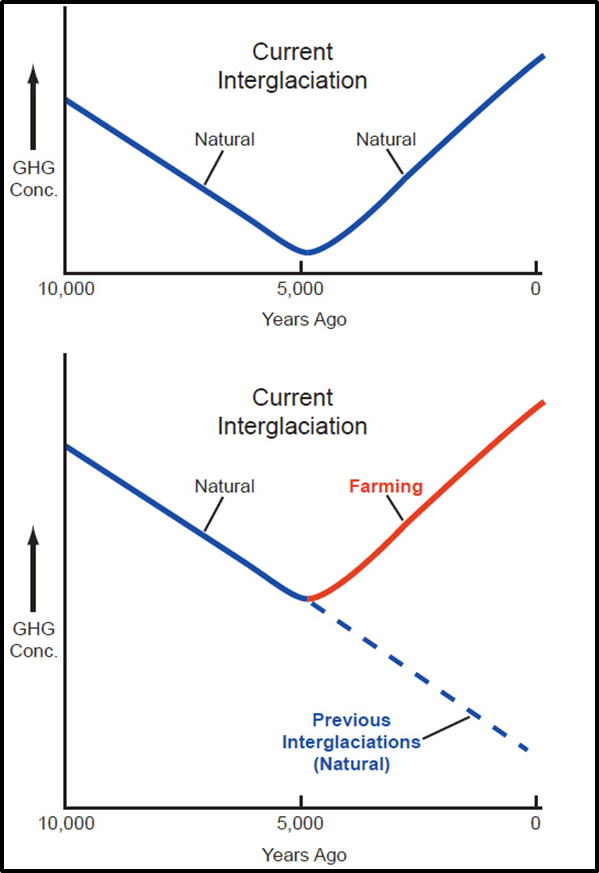 Current
Interglaciation
Natural
Natural
GHG
Conc.
10,000
5,000
0
Years Ago
Current
Interglaciation
Natural
Farming
GHG
Conc.
Previous
Interglaciations
(Natural)
10,000
5,000
0
Years Ago